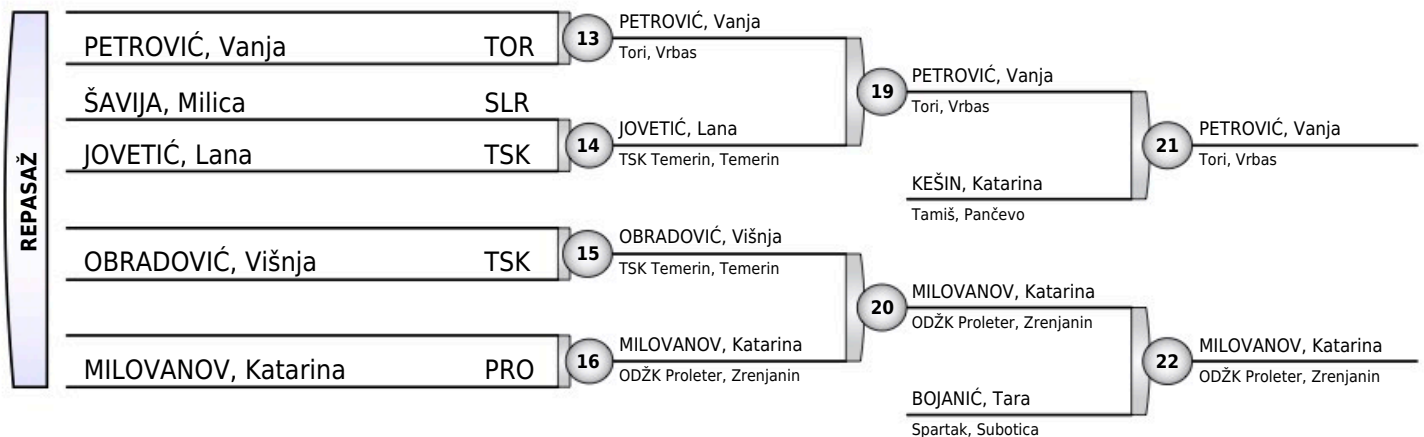 REPASAŽ
PETROVIĆ, Vanja TOR
ŠAVIJA, Milica SLR
JOVETIĆ, Lana TSK
OBRADOVIĆ, Višnja TSK
MILOVANOV, Katarina PRO
13
PETROVIĆ, Vanja
Tori, Vrbas
14
JOVETIĆ, Lana
TSK Temerin, Temerin
15
OBRADOVIĆ, Višnja
TSK Temerin, Temerin
16
MILOVANOV, Katarina
ODŽK Proleter, Zrenjanin
19
PETROVIĆ, Vanja
Tori, Vrbas
KEŠIN, Katarina
Tamiš, Pančevo
20
MILOVANOV, Katarina
ODŽK Proleter, Zrenjanin
BOJANIĆ, Tara
Spartak, Subotica
21
PETROVIĆ, Vanja
Tori, Vrbas
22
MILOVANOV, Katarina
ODŽK Proleter, Zrenjanin